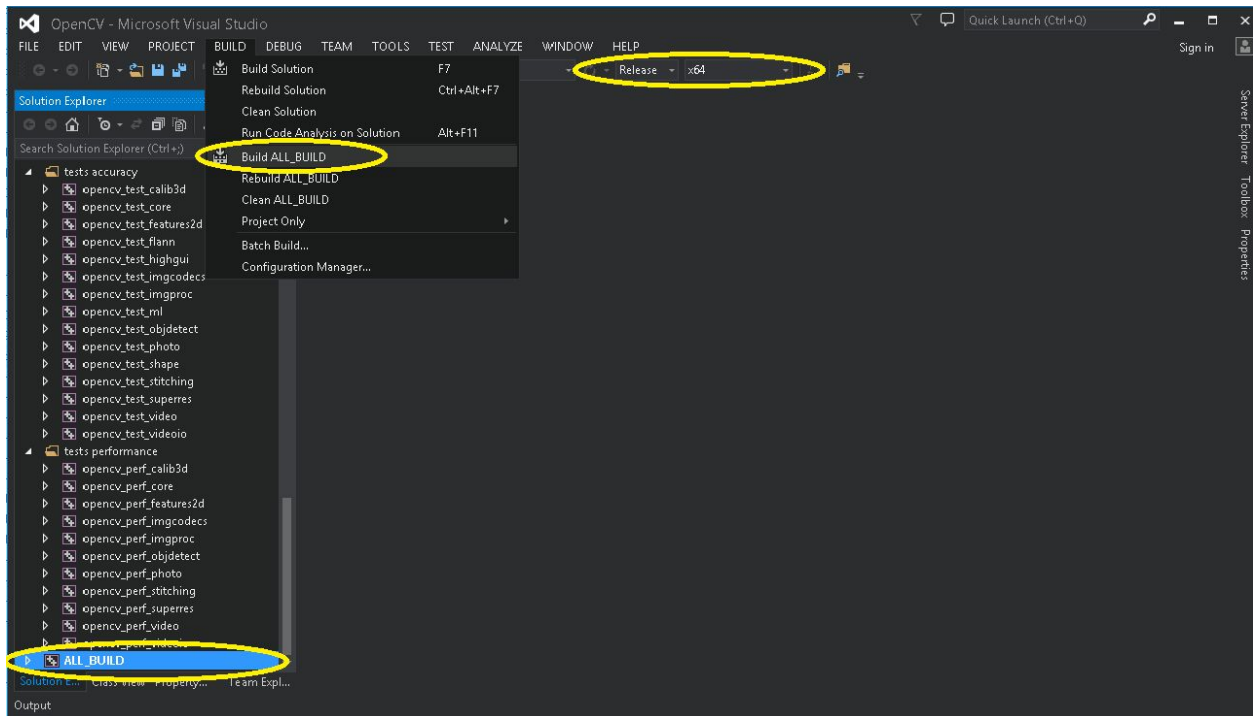 OpenCV - Microsoft Visual Studio
Quick Launch (Ctrl+Q)
FILE EDIT VIEW PROJECT BUILD DEBUG TEAM TOOLS TEST ANALYZE WINDOW HELP
Sign in
Release x64
Build Solution F7
Rebuild Solution Ctrl+Alt+F7
Clean Solution
Run Code Analysis on Solution Alt+F11
Build ALL_BUILD
Rebuild ALL_BUILD
Clean ALL_BUILD
Project Only
Batch Build...
Configuration Manager...
Solution Explorer
Search Solution Explorer (Ctrl+;)
tests accuracy
opencv_test_calib3d
opencv_test_core
opencv_test_features2d
opencv_test_flann
opencv_test_highgui
opencv_test_imgcodecs
opencv_test_imgproc
opencv_test_ml
opencv_test_objdetect
opencv_test_photo
opencv_test_shape
opencv_test_stitching
opencv_test_superres
opencv_test_video
opencv_test_videoio
tests performance
opencv_perf_calib3d
opencv_perf_core
opencv_perf_features2d
opencv_perf_imgcodecs
opencv_perf_imgproc
opencv_perf_objdetect
opencv_perf_photo
opencv_perf_stitching
opencv_perf_superres
opencv_perf_video
opencv_perf_videoio
ALL_BUILD
Solution E... Class View Property... Team Expl...
Output
Server Explorer
Toolbox
Properties